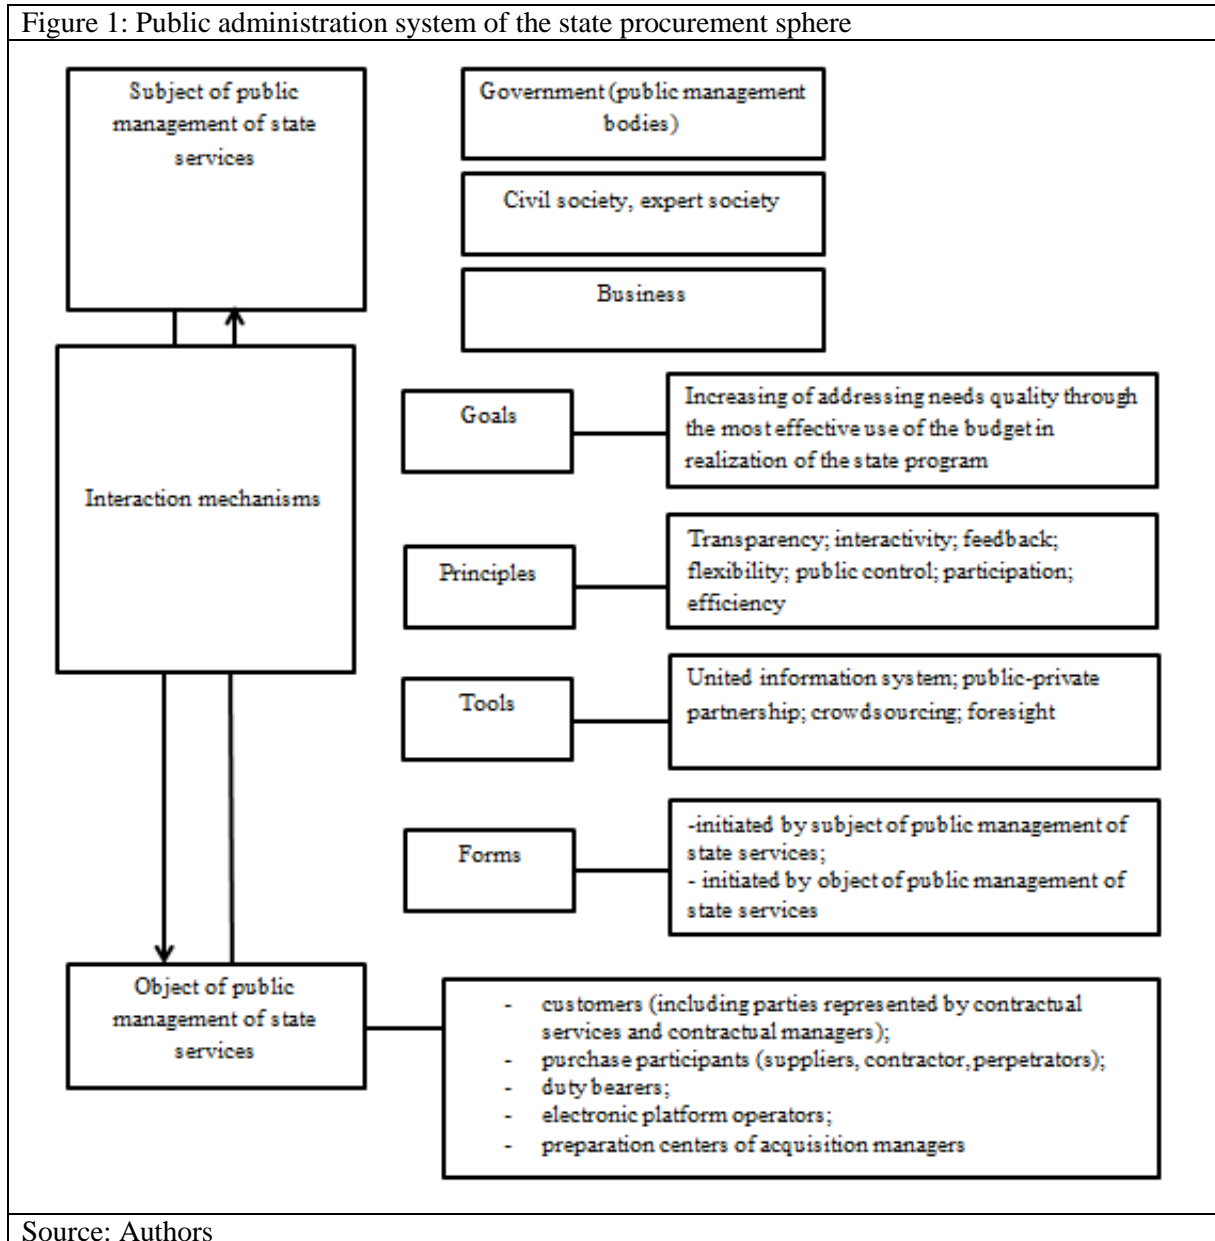 Figure 1: Public administration system of the state procurement sphere
Subject of public
management of state
services
Government (public management
bodies)
Civil society, expert society
Business
Interaction mechanisms
Goals
Increasing of addressing needs quality through
the most effective use of the budget in
realization of the state program
Principles
Transparency; interactivity; feedback;
flexibility; public control; participation;
efficiency
Tools
United information system; public-private
partnership; crowdsourcing; foresight
Forms
-initiated by subject of public management of
state services;
- initiated by object of public management of
state services
Object of public
management of state
services
- customers (including parties represented by contractual
services and contractual managers);
- purchase participants (suppliers, contractor, perpetrators);
- duty bearers;
- electronic platform operators;
- preparation centers of acquisition managers
Source: Authors